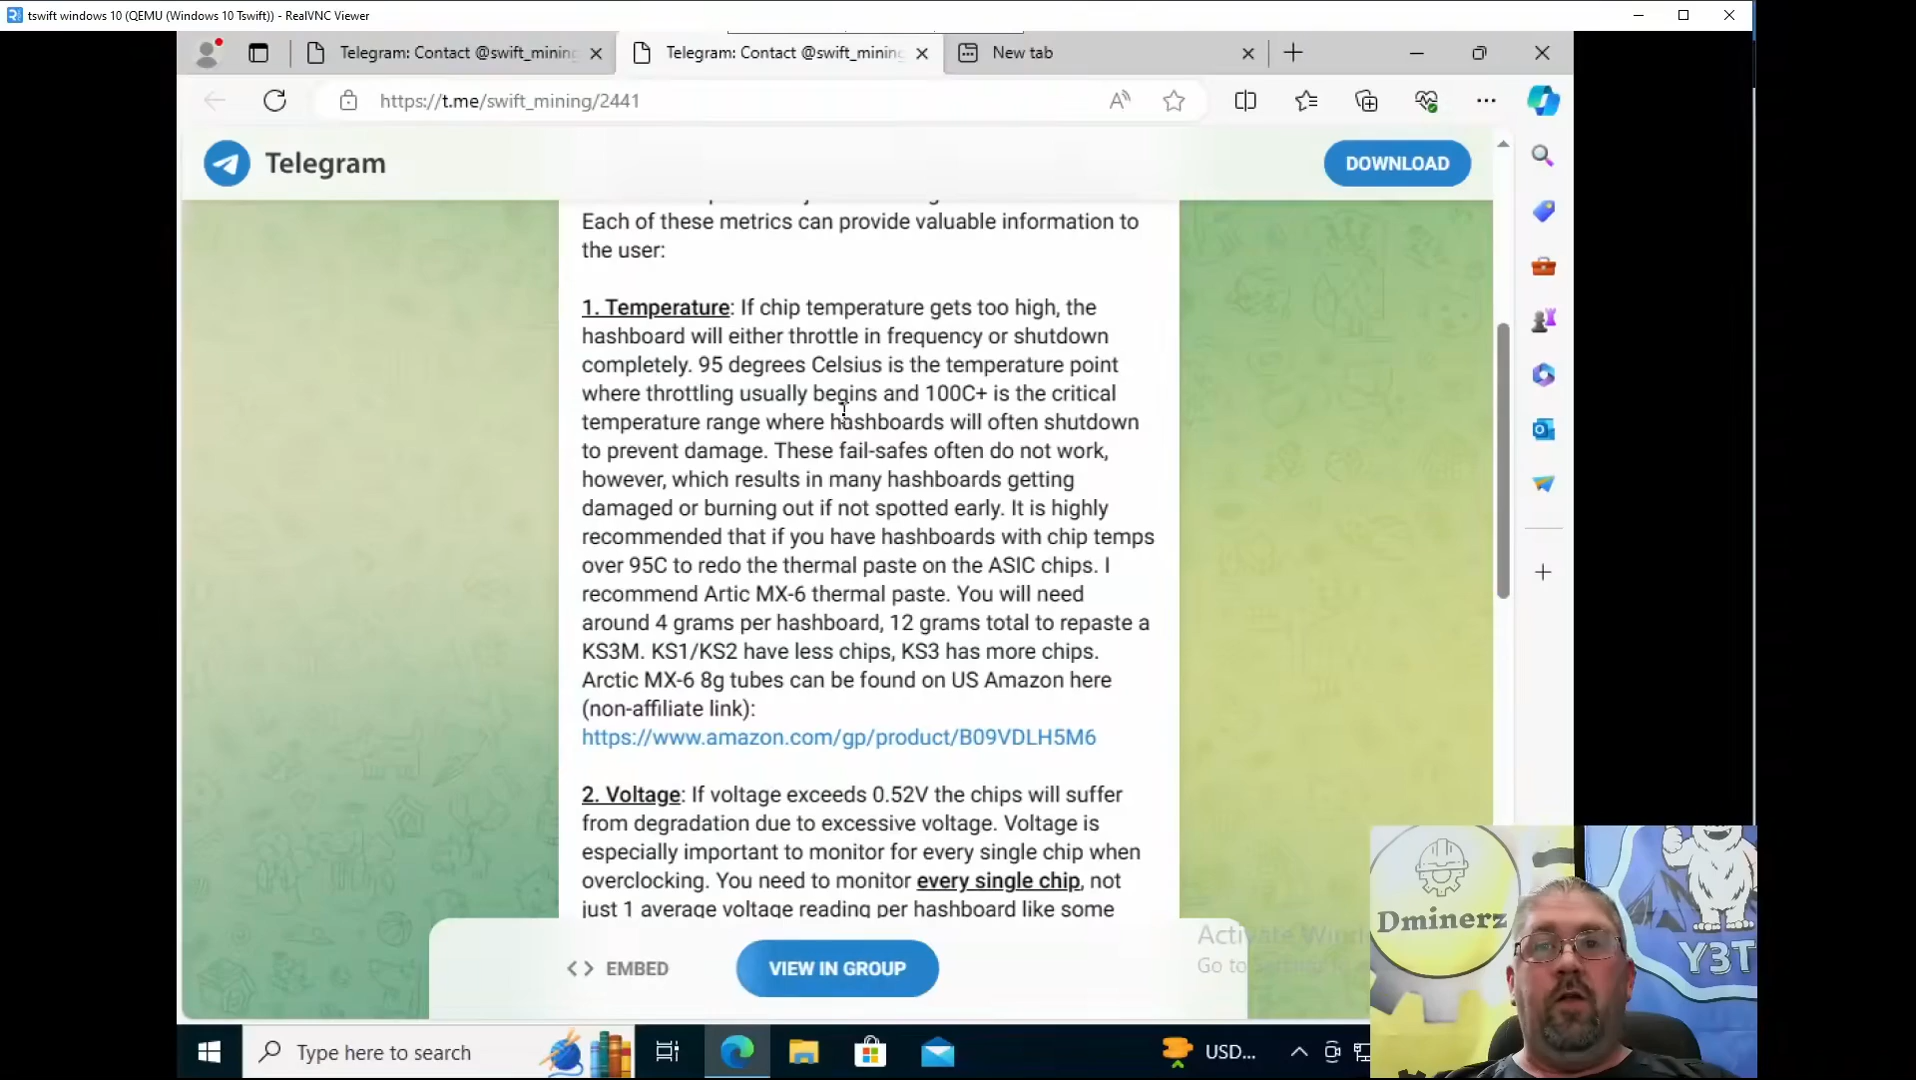 tswift windows 10 (QEMU (Windows 10 Tswift)) - RealVNC Viewer
Telegram: Contact @swift_mining
Telegram: Contact @swift_mining
New tab
https://t.me/swift_mining/2441
Telegram
DOWNLOAD
Each of these metrics can provide valuable information to
the user:
1. Temperature: If chip temperature gets too high, the
hashboard will either throttle in frequency or shutdown
completely. 95 degrees Celsius is the temperature point
where throttling usually begins and 100C+ is the critical
temperature range where hashboards will often shutdown
to prevent damage. These fail-safes often do not work,
however, which results in many hashboards getting
damaged or burning out if not spotted early. It is highly
recommended that if you have hashboards with chip temps
over 95C to redo the thermal paste on the ASIC chips. I
recommend Artic MX-6 thermal paste. You will need
around 4 grams per hashboard, 12 grams total to repaste a
KS3M. KS1/KS2 have less chips, KS3 has more chips.
Arctic MX-6 8g tubes can be found on US Amazon here
(non-affiliate link):
https://www.amazon.com/gp/product/B09VDLH5M6
2. Voltage: If voltage exceeds 0.52V the chips will suffer
from degradation due to excessive voltage. Voltage is
especially important to monitor for every single chip when
overclocking. You need to monitor every single chip, not
just 1 average voltage reading per hashboard like some
<> EMBED
VIEW IN GROUP
Activate Wind
Go to
Dminerz
Y3T
Type here to search
USD...